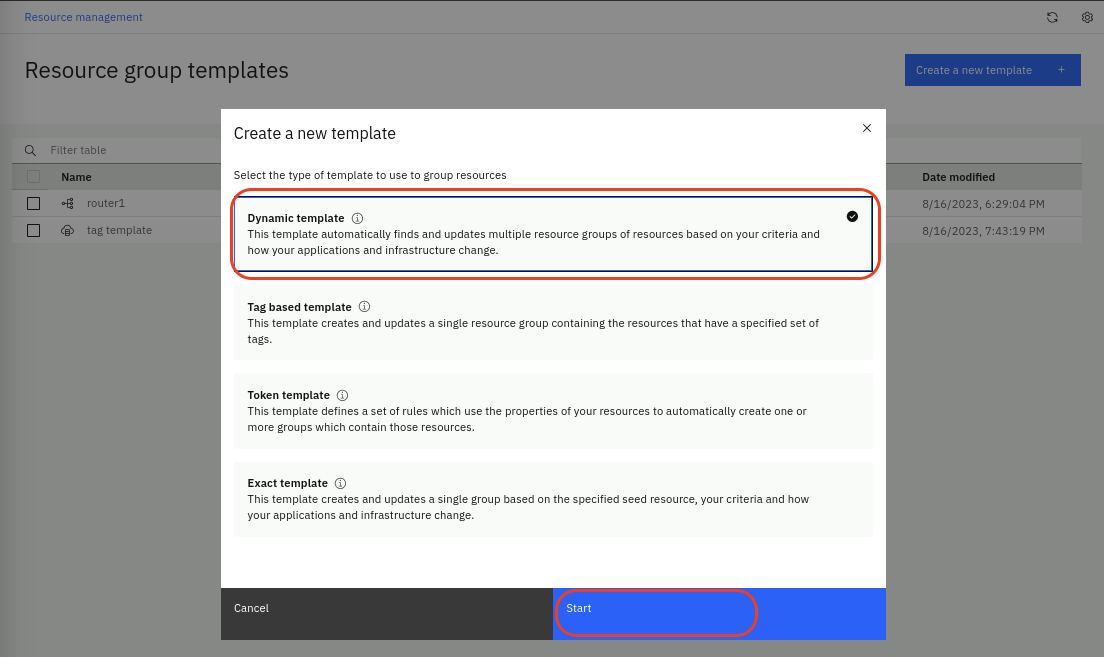 Resource management
Resource group templates
Create a new template +
Create a new template
Filter table
Select the type of template to use to group resources
Name
Date modified
Dynamic template
router1
8/16/2023, 6:29:04 PM
This template automatically finds and updates multiple resource groups of resources based on your criteria and
how your applications and infrastructure change.
tag template
8/16/2023, 7:43:19 PM
Tag based template
This template creates and updates a single resource group containing the resources that have a specified set of
tags.
Token template
This template defines a set of rules which use the properties of your resources to automatically create one or
more groups which contain those resources.
Exact template
This template creates and updates a single group based on the specified seed resource, your criteria and how
your applications and infrastructure change.
Cancel
Start